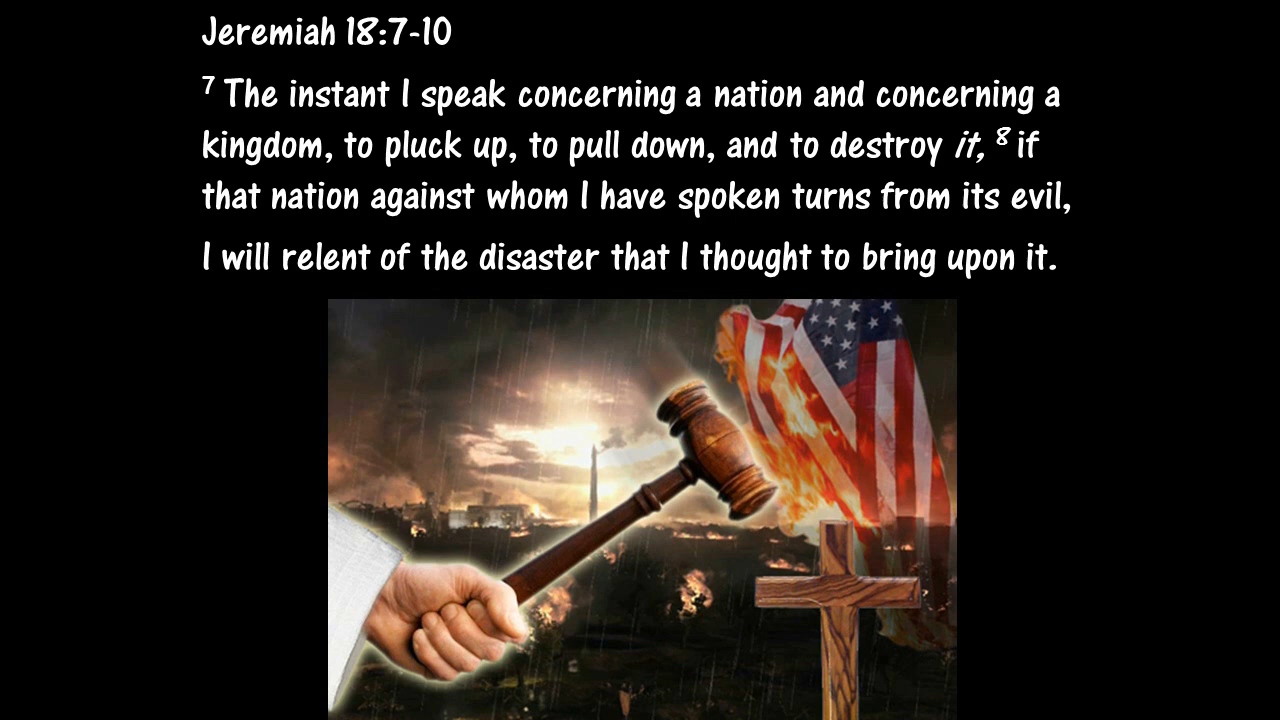 Jeremiah 18:7-10
7 The instant I speak concerning a nation and concerning a
kingdom, to pluck up, to pull down, and to destroy it, 8 if
that nation against whom I have spoken turns from its evil,
I will relent of the disaster that I thought to bring upon it.